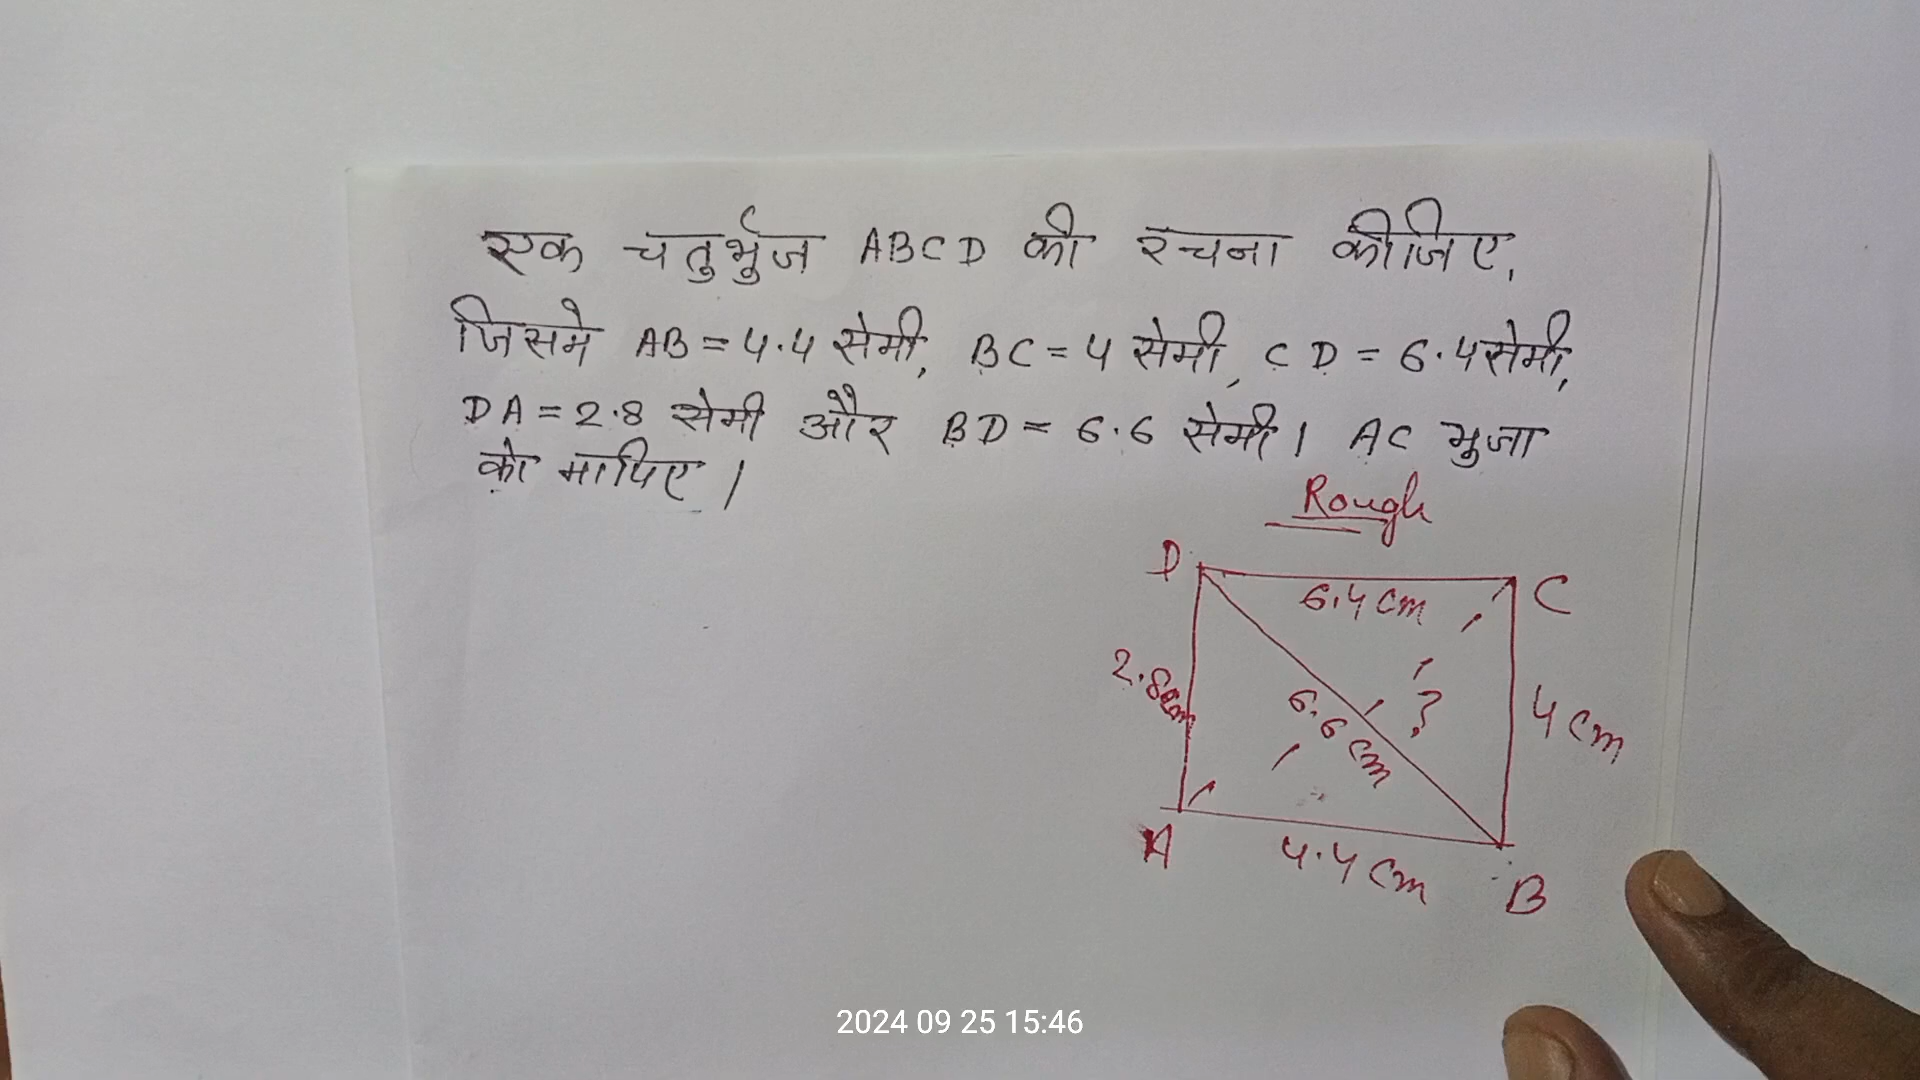 एक चतुर्भुज ABCD की रचना कीजिए,
जिसमे AB = 4.4 सेमी, BC = 4 सेमी, CD = 6.4 सेमी,
DA = 2.8 सेमी और BD = 6.6 सेमी। AC भुजा
को मापिए।
Rough
D
C
6.4 cm
2.8cm
6.6 cm
?
4 cm
A
4.4 cm
B
2024 09 25 15:46